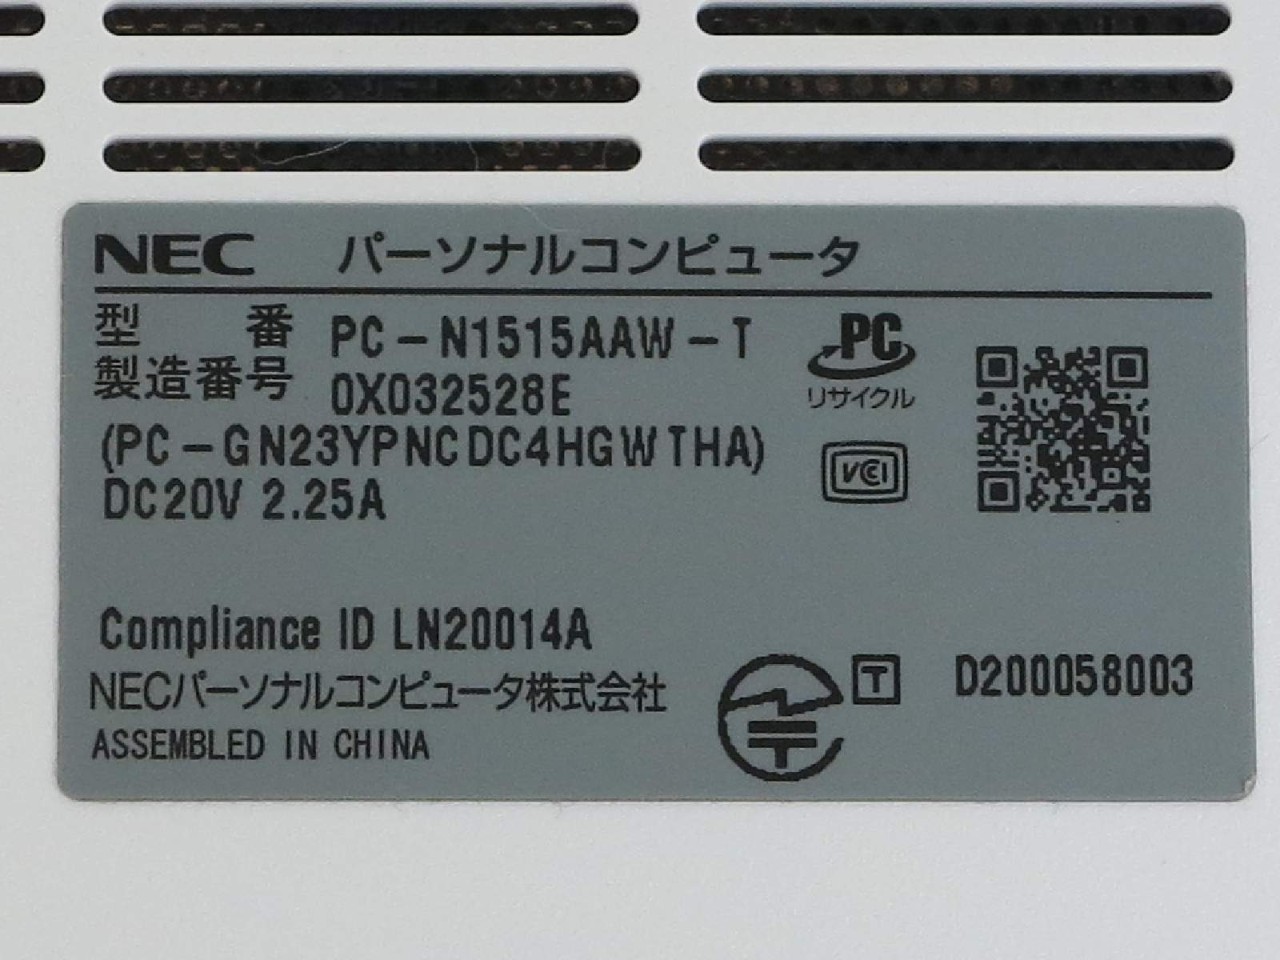 NEC パーソナルコンピュータ
型番 PC-N1515AAW-T
製造番号 0X032528E
(PC-GN23YPNCDC4HGWTHA)
DC20V 2.25A
PC
リサイクル
VCCI
Compliance ID LN20014A
NECパーソナルコンピュータ株式会社
ASSEMBLED IN CHINA
T D200058003